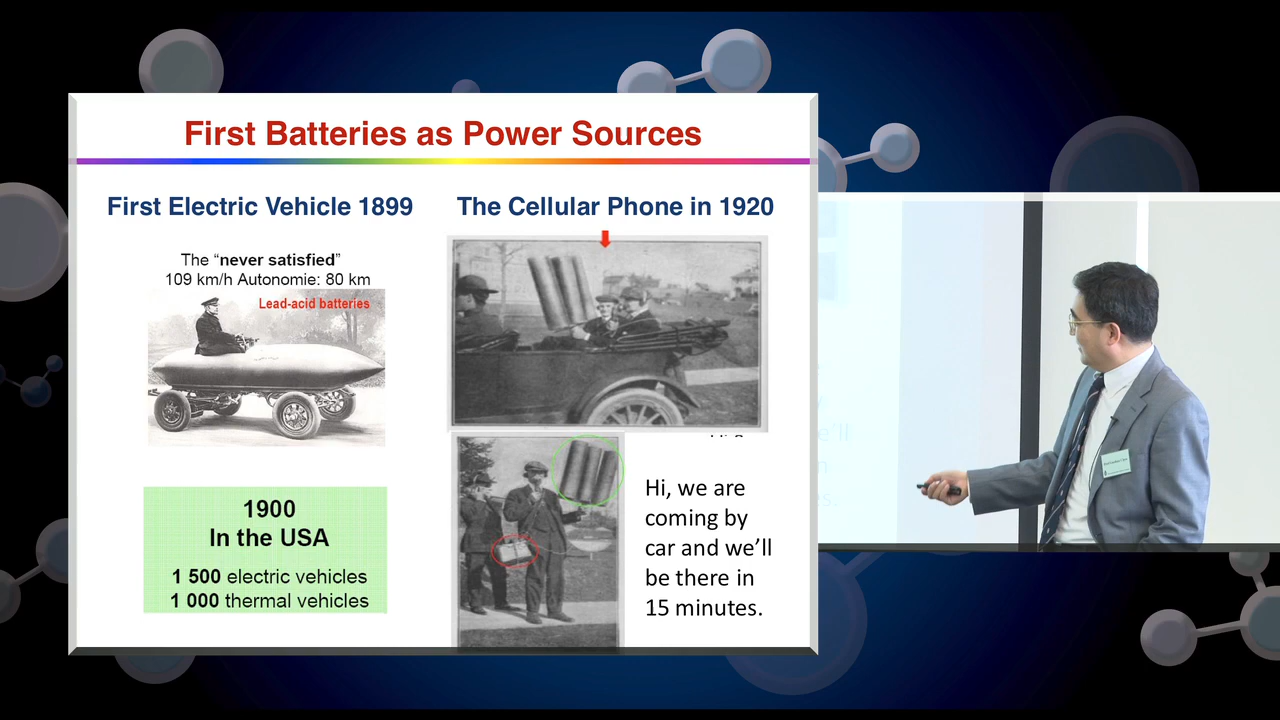 First Batteries as Power Sources
First Electric Vehicle 1899
The "never satisfied"
109 km/h Autonomie: 80 km
Lead-acid batteries
1900
In the USA
1 500 electric vehicles
1 000 thermal vehicles
The Cellular Phone in 1920
Hi, we are
coming by
car and we'll
be there in
15 minutes.